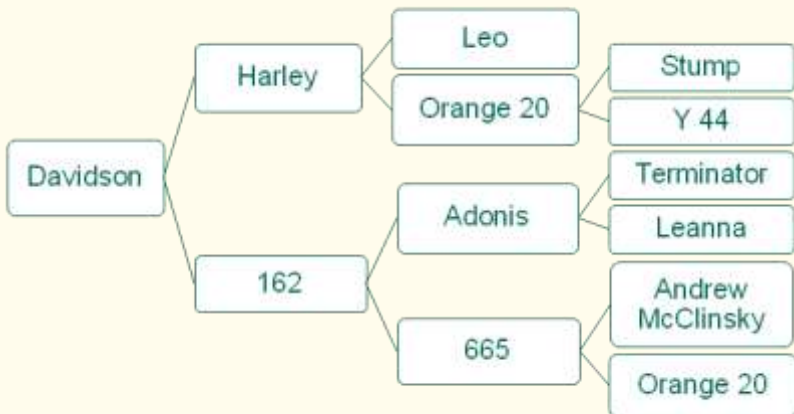 Davidson
Harley
162
Leo
Orange 20
Adonis
665
Stump
Y 44
Terminator
Leanna
Andrew
McClinsky
Orange 20